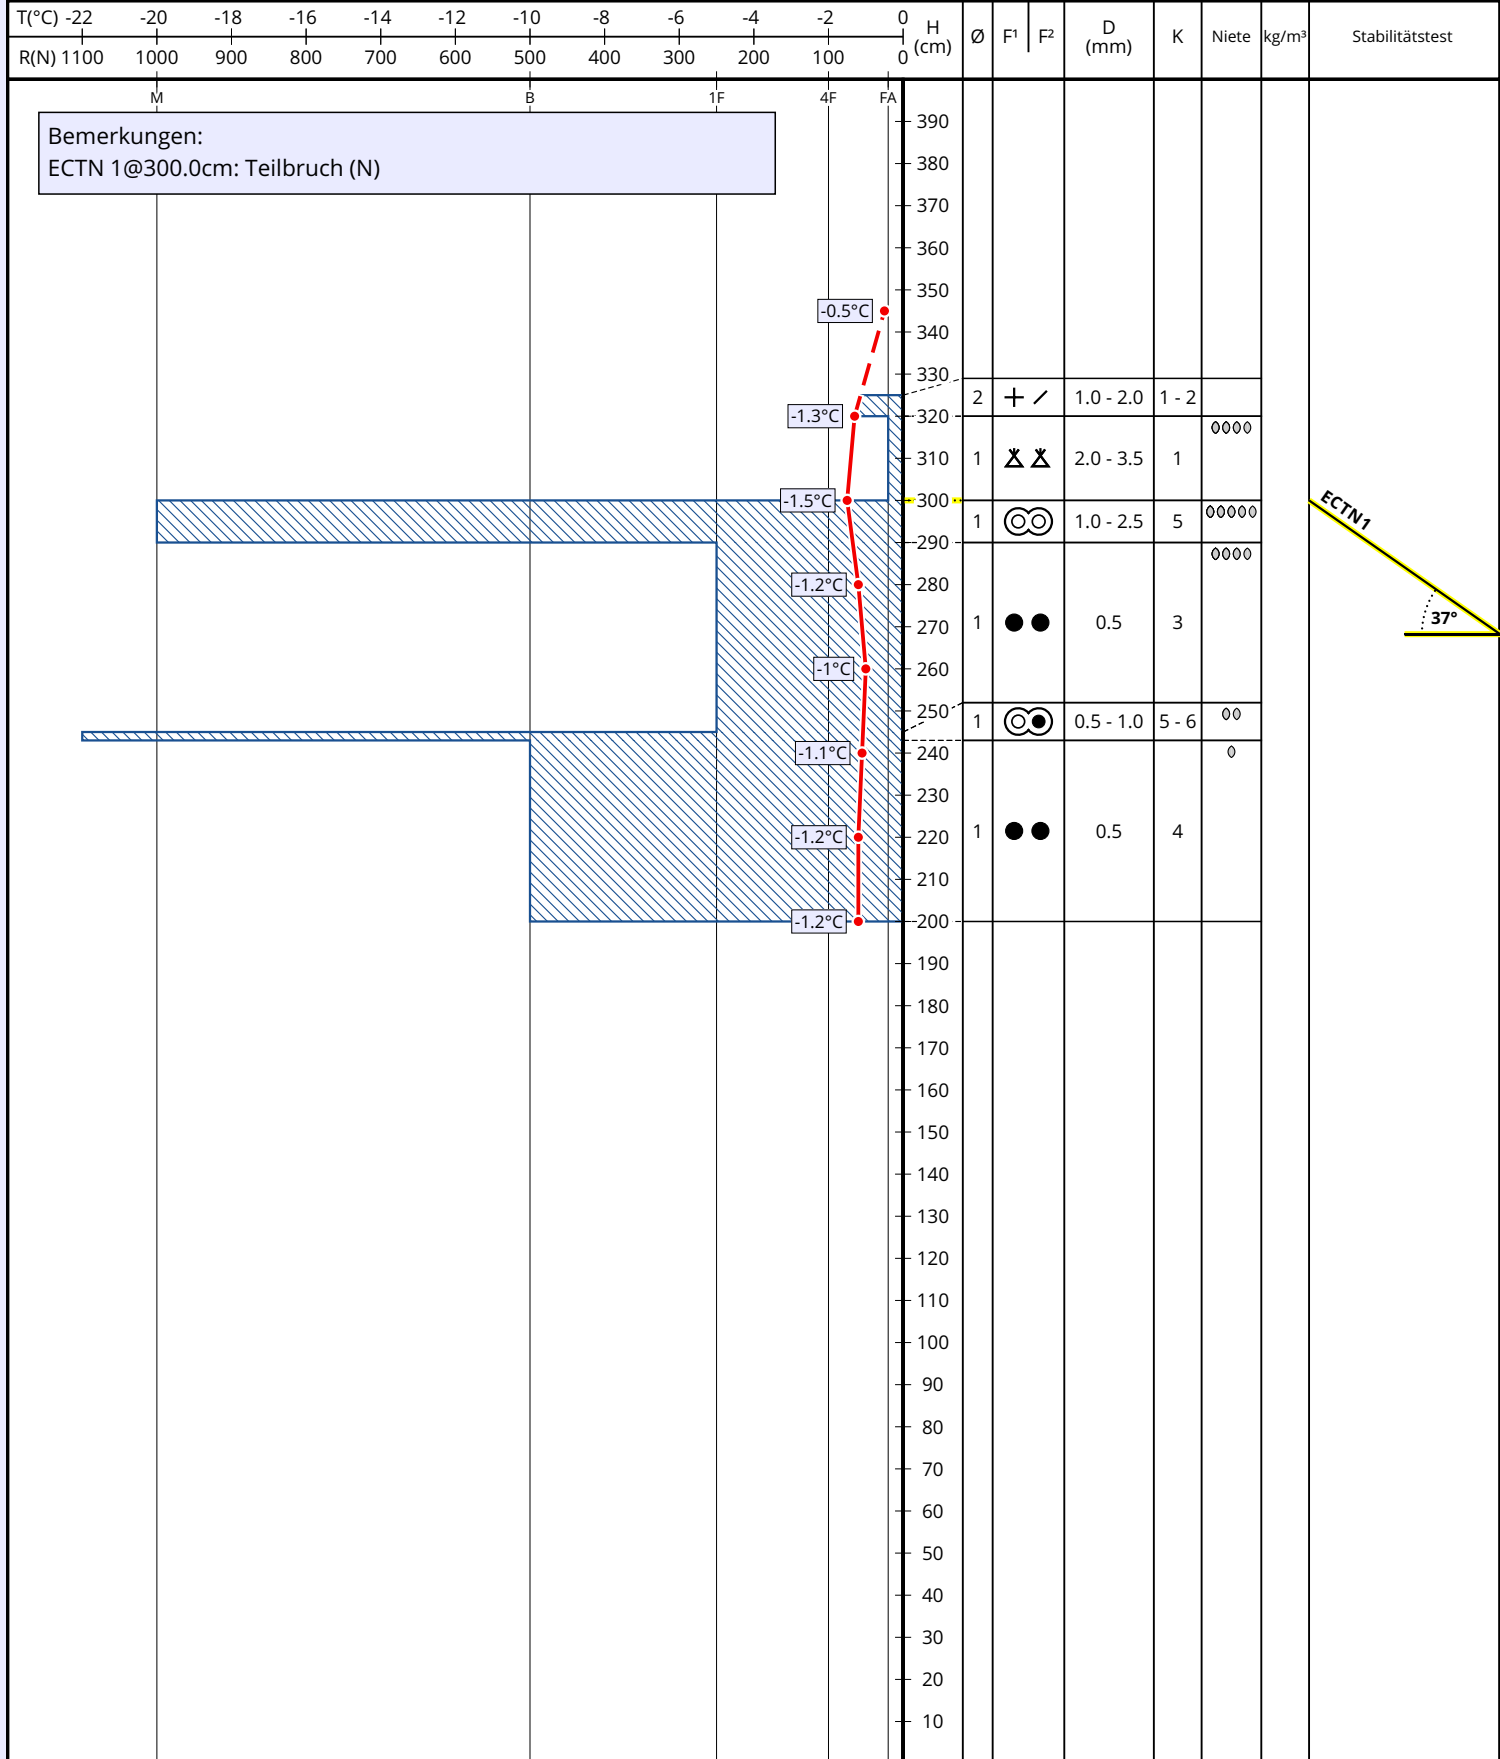 T(°C) -22 -20 -18 -16 -14 -12 -10 -8 -6 -4 -2 0
R(N) 1100 1000 900 800 700 600 500 400 300 200 100 0
H (cm) Ø F¹ F² D (mm) K Niete kg/m³ Stabilitätstest
M B 1F 4F FA
Bemerkungen:
ECTN 1@300.0cm: Teilbruch (N)
390
380
370
360
350
-0.5°C
340
330
2 1.0 - 2.0 1 - 2
-1.3°C 320
310 1 2.0 - 3.5 1
-1.5°C 300
ECTN1
1 1.0 - 2.5 5
290
-1.2°C 280
270 1 0.5 3
37°
-1°C 260
250 1 0.5 - 1.0 5 - 6
-1.1°C 240
230
1 0.5 4
-1.2°C 220
210
-1.2°C 200
190
180
170
160
150
140
130
120
110
100
90
80
70
60
50
40
30
20
10